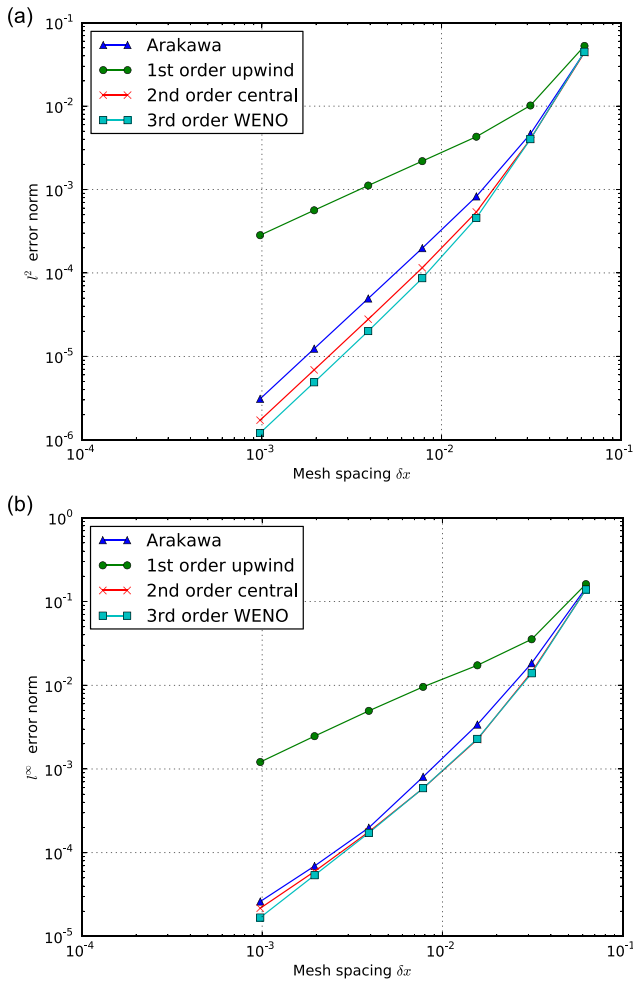 (a)
10⁰
10⁻¹
10⁻²
10⁻³
10⁻⁴
10⁻⁵
10⁻⁶
l² error norm
Arakawa
1st order upwind
2nd order central
3rd order WENO
10⁻⁴
10⁻³
10⁻²
10⁻¹
Mesh spacing δx
(b)
10⁰
10⁻¹
10⁻²
10⁻³
10⁻⁴
10⁻⁵
l∞ error norm
Arakawa
1st order upwind
2nd order central
3rd order WENO
10⁻⁴
10⁻³
10⁻²
10⁻¹
Mesh spacing δx